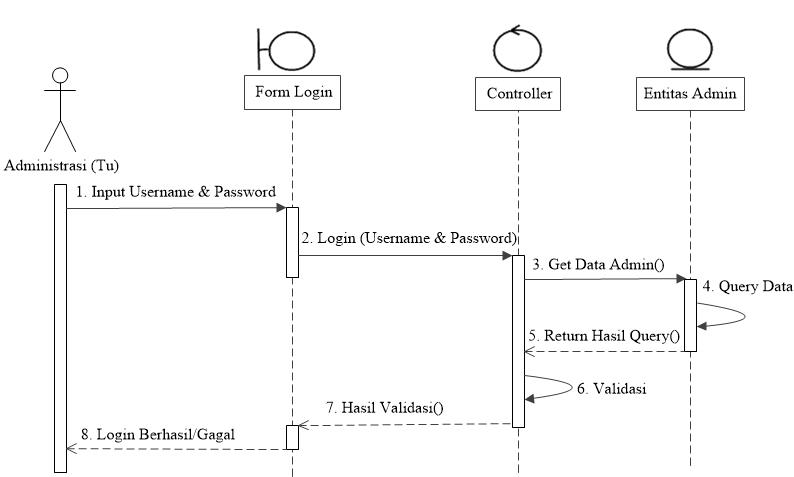 Form Login
Controller
Entitas Admin
Administrasi (Tu)
1. Input Username & Password
2. Login (Username & Password)
3. Get Data Admin()
4. Query Data
5. Return Hasil Query()
6. Validasi
7. Hasil Validasi()
8. Login Berhasil/Gagal